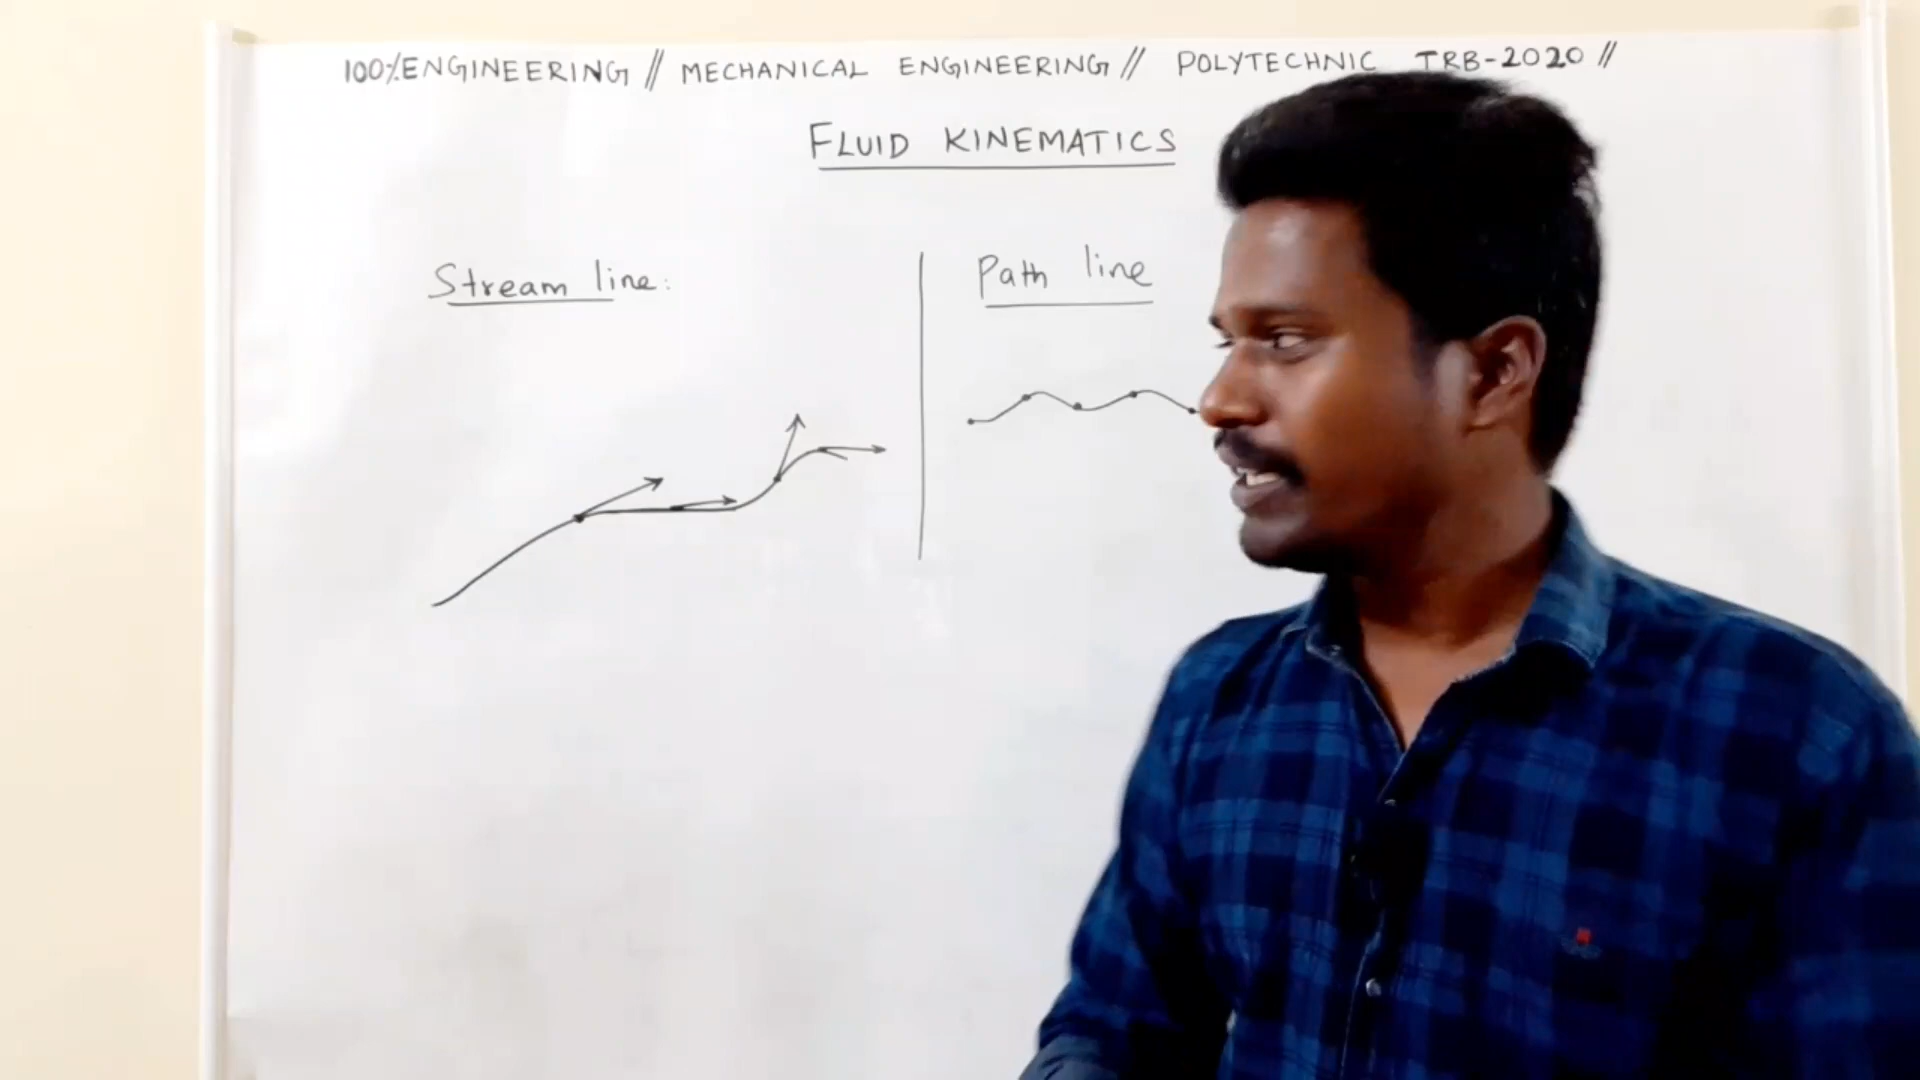 100%ENGINEERING // MECHANICAL ENGINEERING // POLYTECHNIC TRB-2020 //
FLUID KINEMATICS
Stream line:
Path line